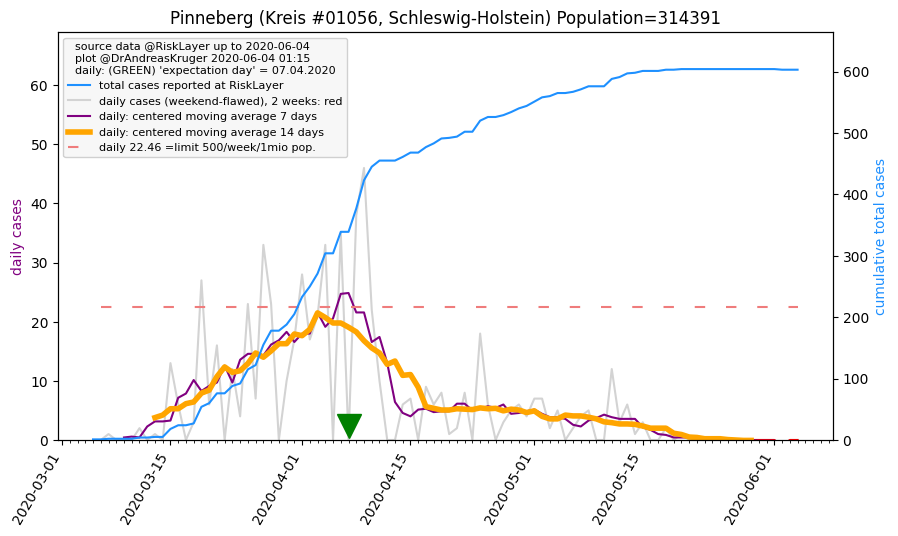 Pinneberg (Kreis #01056, Schleswig-Holstein) Population=314391
source data @RiskLayer up to 2020-06-04
plot @DrAndreasKruger 2020-06-04 01:15
daily: (GREEN) 'expectation day' = 07.04.2020
total cases reported at RiskLayer
daily cases (weekend-flawed), 2 weeks: red
daily: centered moving average 7 days
daily: centered moving average 14 days
daily 22.46 =limit 500/week/1mio pop.
daily cases
60
50
40
30
20
10
0
cumulative total cases
600
500
400
300
200
100
0
2020-03-01
2020-03-15
2020-04-01
2020-04-15
2020-05-01
2020-05-15
2020-06-01